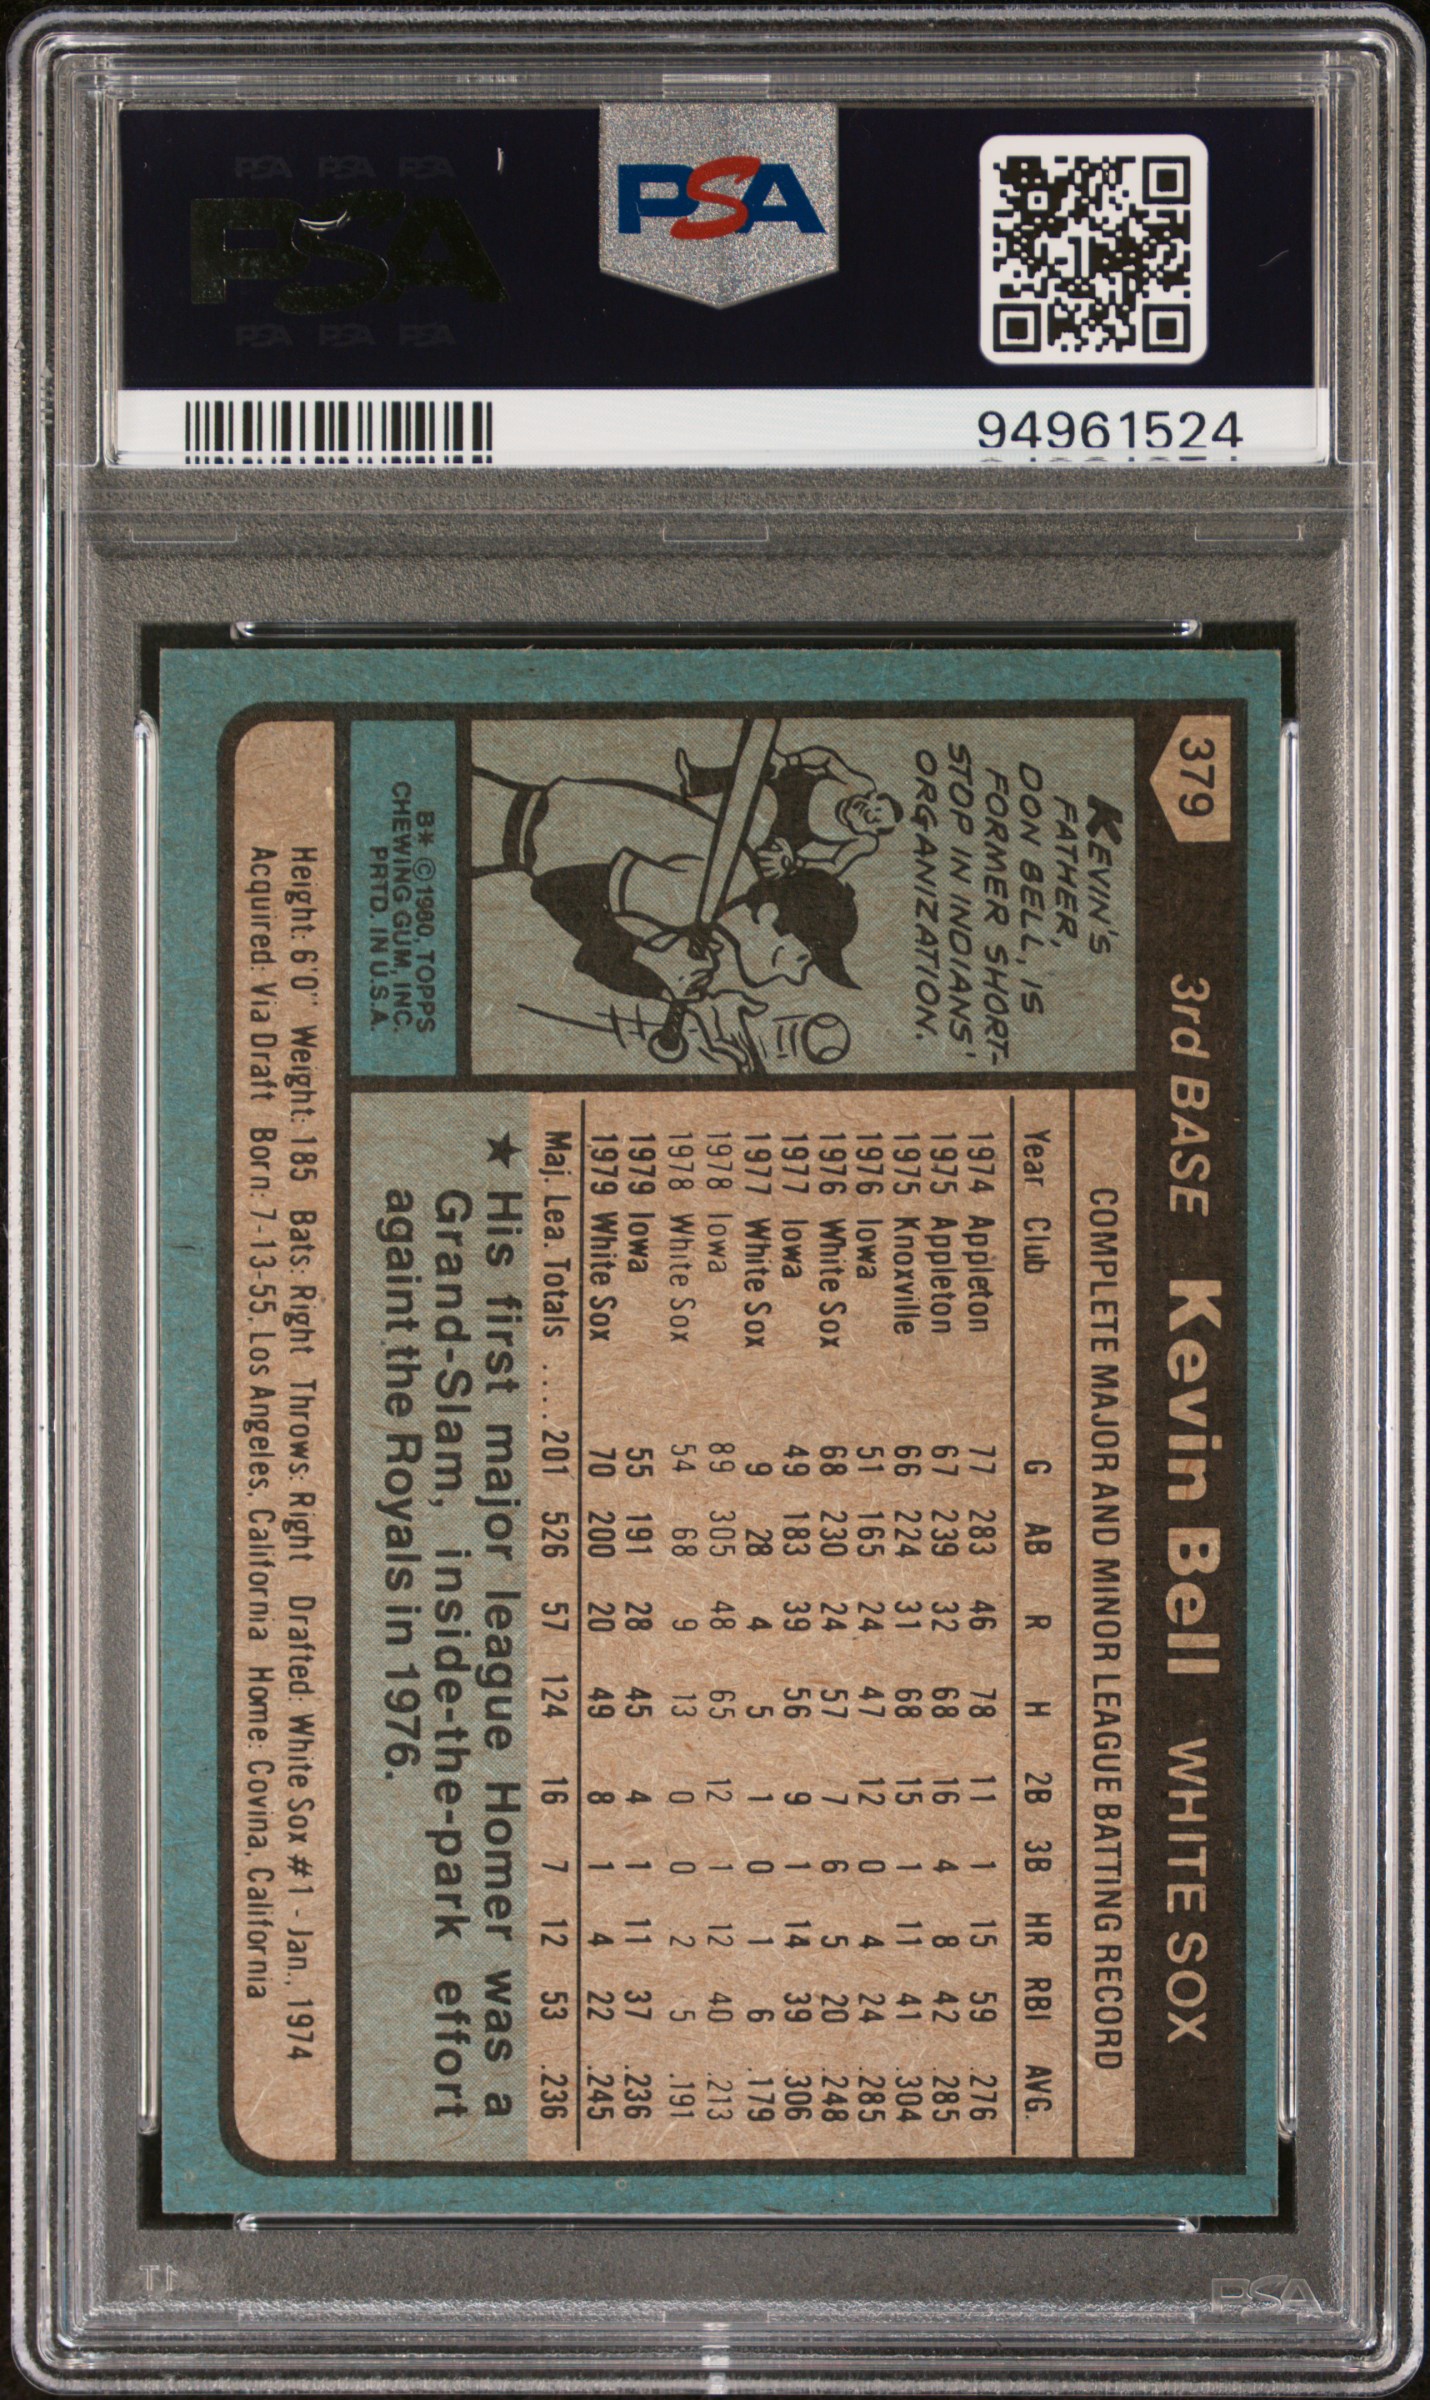 PSA PSA PSA
PSA
PSA PSA PSA
PSA
94961524
379 3rd BASE Kevin Bell WHITE SOX
KEVIN'S
FATHER,
DON BELL, IS
FORMER SHORT-
STOP IN INDIANS'
ORGANIZATION.
B* ©1980, TOPPS
CHEWING GUM, INC.
PRTD. IN U.S.A.
COMPLETE MAJOR AND MINOR LEAGUE BATTING RECORD
Year Club G AB R H 2B 3B HR RBI AVG.
1974 Appleton 77 283 46 78 11 1 15 59 .276
1975 Appleton 67 239 32 68 16 4 8 42 .285
1975 Knoxville 66 224 31 68 15 1 11 41 .304
1976 Iowa 51 165 24 47 12 0 4 24 .285
1976 White Sox 68 230 24 57 7 6 5 20 .248
1977 Iowa 49 183 39 56 9 1 14 39 .306
1977 White Sox 9 28 4 5 1 0 1 6 .179
1978 Iowa 89 305 48 65 12 1 12 40 .213
1978 White Sox 54 68 9 13 0 0 2 5 .191
1979 Iowa 55 191 28 45 4 1 11 37 .236
1979 White Sox 70 200 20 49 8 1 4 22 .245
Maj. Lea. Totals .... 201 526 57 124 16 7 12 53 .236
★ His first major league Homer was a
Grand-Slam, inside-the-park effort
againt the Royals in 1976.
Height: 6'0" Weight: 185 Bats: Right Throws: Right Drafted: White Sox #1 - Jan., 1974
Acquired: Via Draft Born: 7-13-55, Los Angeles, California Home: Covina, California
PSA